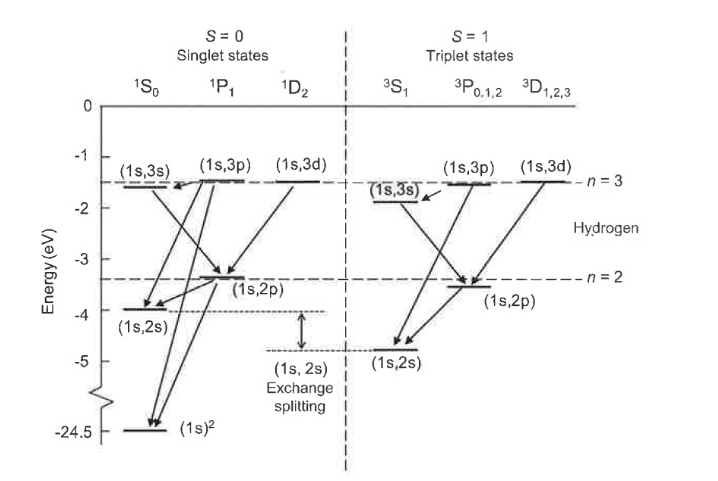 S = 0
Singlet states
S = 1
Triplet states
¹S₀
¹P₁
¹D₂
³S₁
³P₀,₁,₂
³D₁,₂,₃
Energy (eV)
0
-1
-2
-3
-4
-5
-24.5
(1s,3s)
(1s,3p)
(1s,3d)
(1s,3s)
(1s,3p)
(1s,3d)
n = 3
Hydrogen
n = 2
(1s,2p)
(1s,2p)
(1s,2s)
(1s,2s)
(1s, 2s)
Exchange
splitting
(1s)²